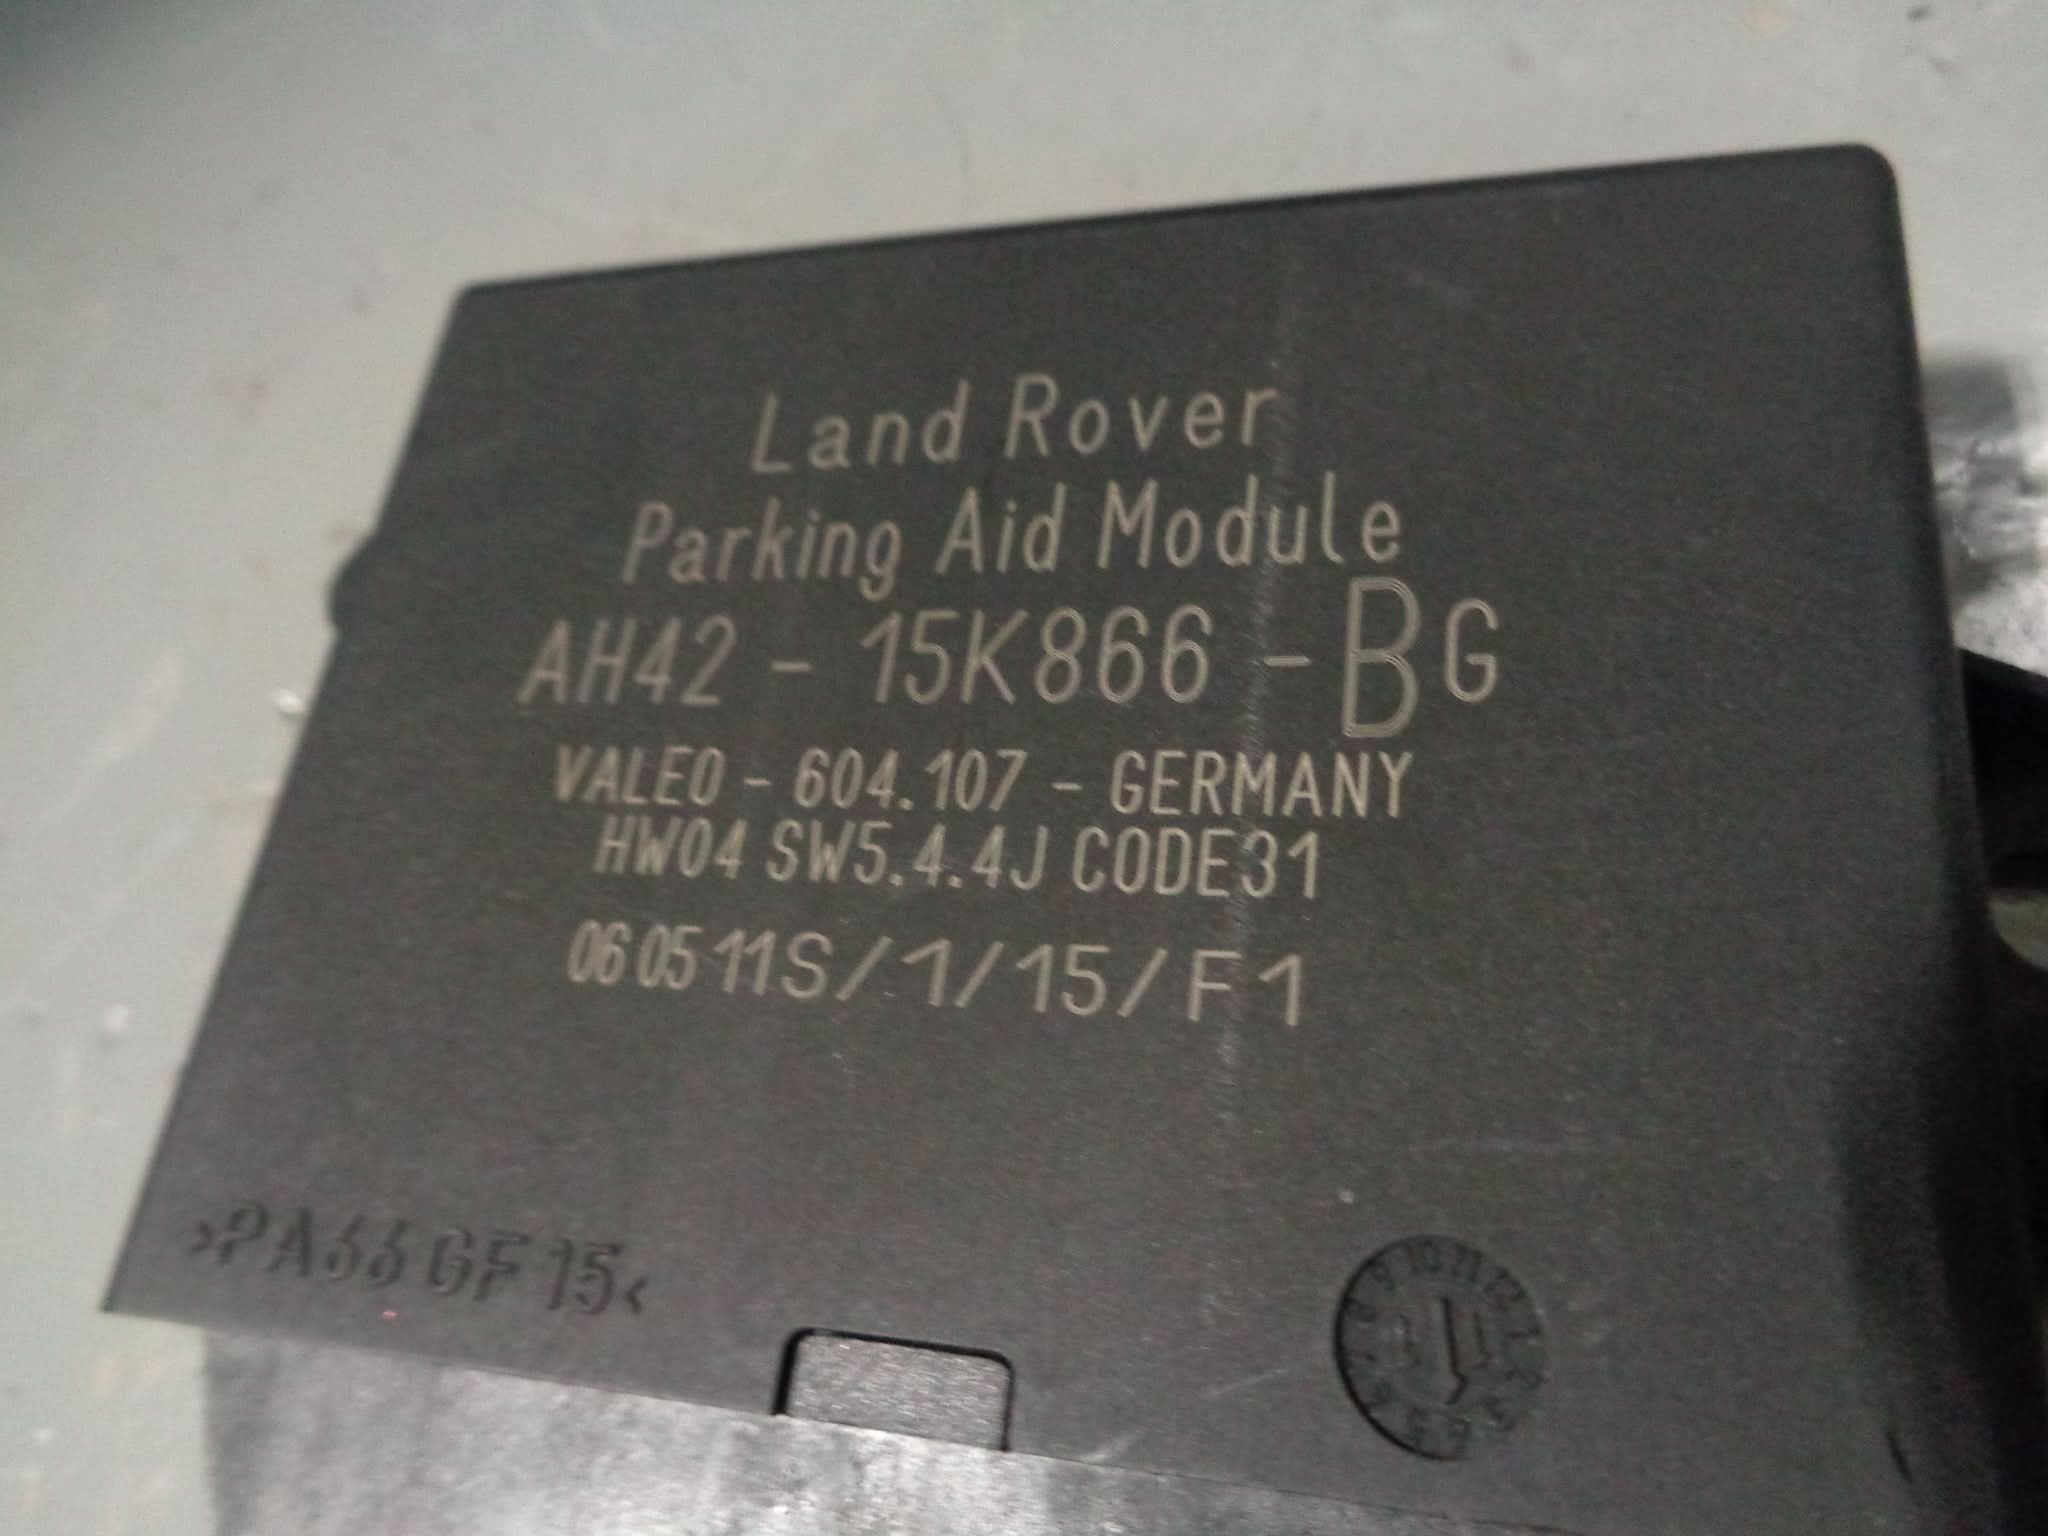 Land Rover
Parking Aid Module
AH42 - 15K866 - BG
VALEO - 604.107 - GERMANY
HW04 SW5.4.4J CODE31
06 05 11S/1/15/F1
>PA66 GF15<